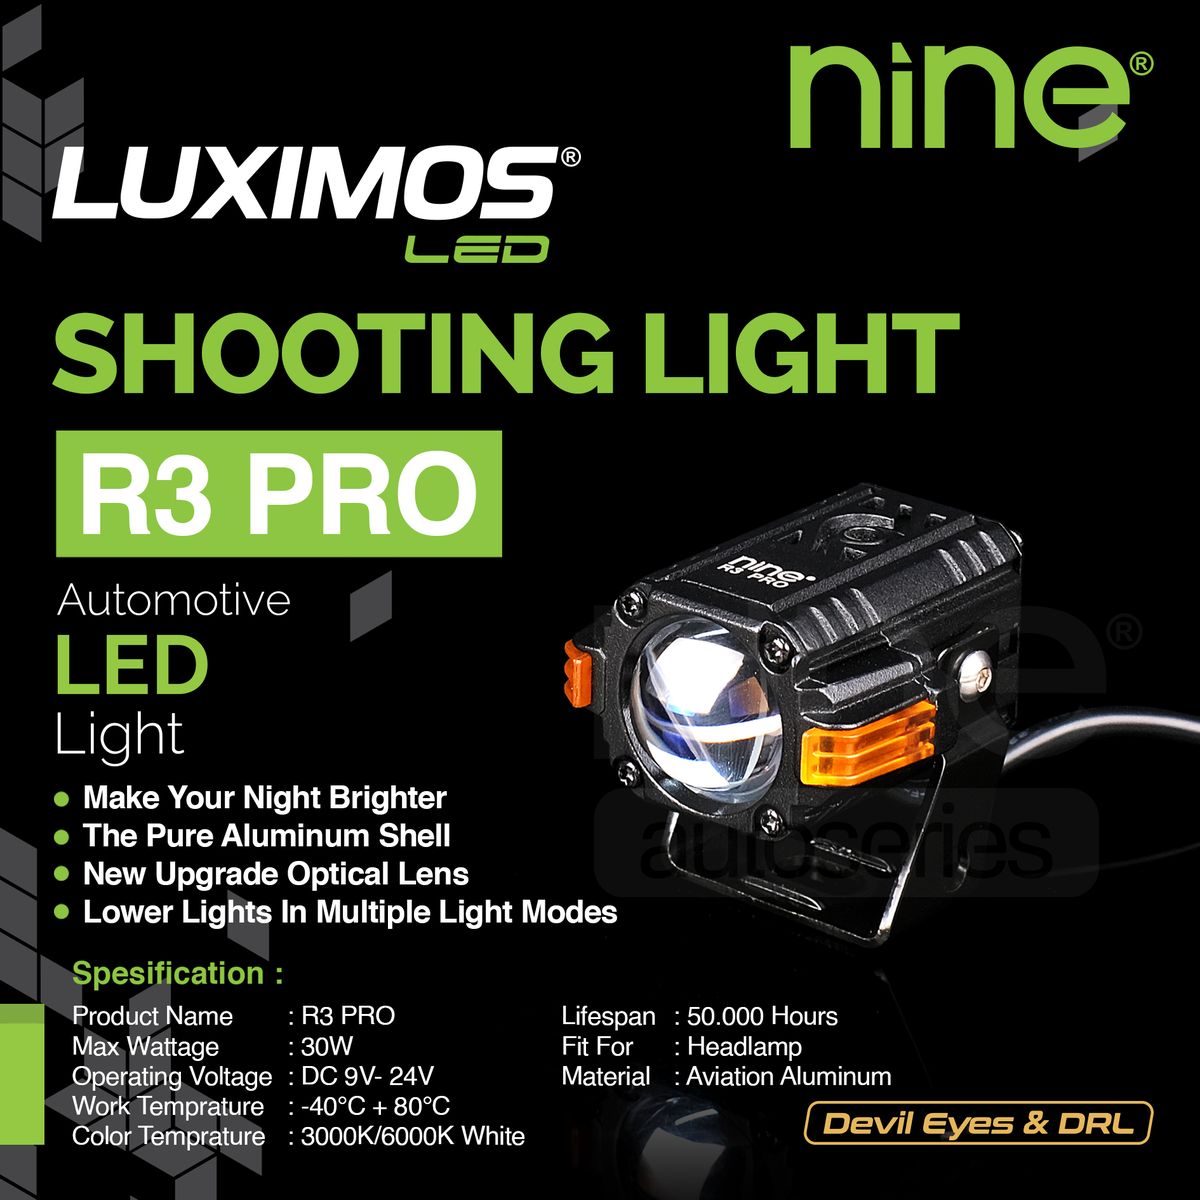 nine®
LUXIMOS®
LED
SHOOTING LIGHT
R3 PRO
Automotive
LED
Light
nine®
R3 PRO
• Make Your Night Brighter
• The Pure Aluminum Shell
• New Upgrade Optical Lens
• Lower Lights In Multiple Light Modes
nine®
autoseries
Spesification :
Product Name : R3 PRO
Max Wattage : 30W
Operating Voltage : DC 9V- 24V
Work Temprature : -40°C + 80°C
Color Temprature : 3000K/6000K White
Lifespan : 50.000 Hours
Fit For : Headlamp
Material : Aviation Aluminum
Devil Eyes & DRL